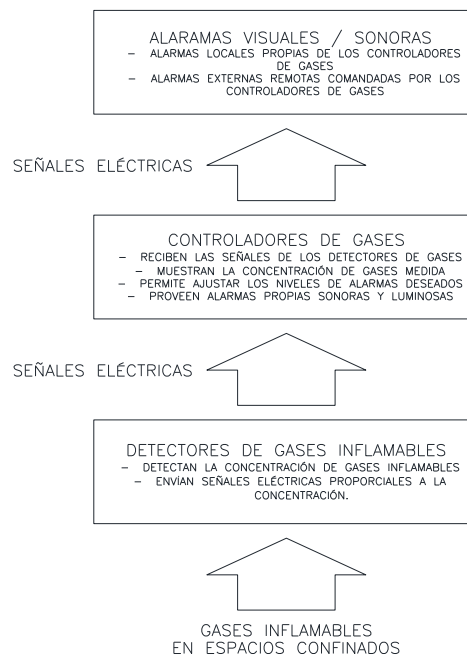 ALARAMAS VISUALES / SONORAS
– ALARMAS LOCALES PROPIAS DE LOS CONTROLADORES
DE GASES
– ALARMAS EXTERNAS REMOTAS COMANDADAS POR LOS
CONTROLADORES DE GASES
SEÑALES ELÉCTRICAS
CONTROLADORES DE GASES
– RECIBEN LAS SEÑALES DE LOS DETECTORES DE GASES
– MUESTRAN LA CONCENTRACIÓN DE GASES MEDIDA
– PERMITE AJUSTAR LOS NIVELES DE ALARMAS DESEADOS
– PROVEEN ALARMAS PROPIAS SONORAS Y LUMINOSAS
SEÑALES ELÉCTRICAS
DETECTORES DE GASES INFLAMABLES
– DETECTAN LA CONCENTRACIÓN DE GASES INFLAMABLES
– ENVÍAN SEÑALES ELÉCTRICAS PROPORCIALES A LA
CONCENTRACIÓN.
GASES INFLAMABLES
EN ESPACIOS CONFINADOS